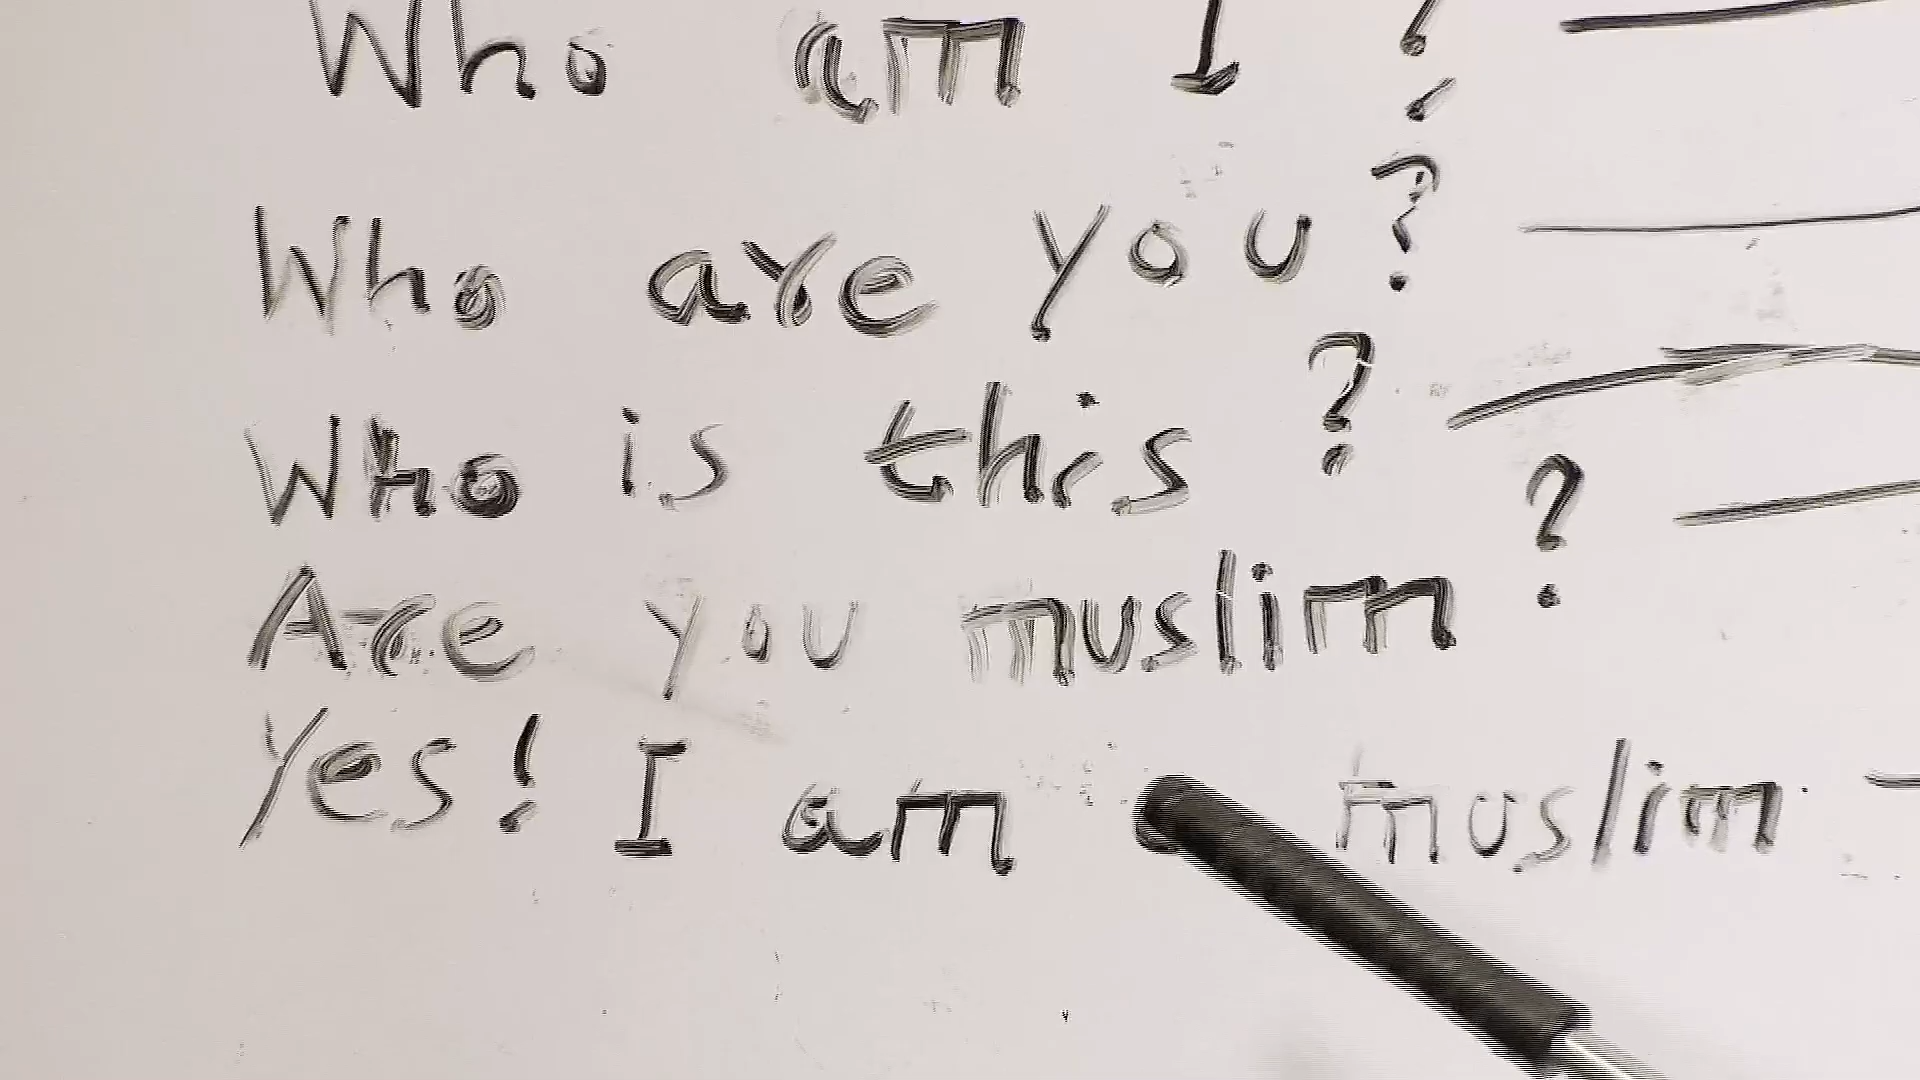 Who am I ?
Who are you?
Who is this ?
Are you muslim ?
Yes! I am muslim.